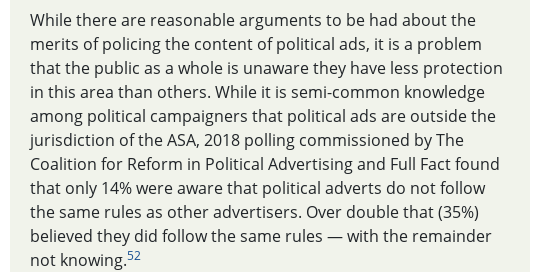 While there are reasonable arguments to be had about the
merits of policing the content of political ads, it is a problem
that the public as a whole is unaware they have less protection
in this area than others. While it is semi-common knowledge
among political campaigners that political ads are outside the
jurisdiction of the ASA, 2018 polling commissioned by The
Coalition for Reform in Political Advertising and Full Fact found
that only 14% were aware that political adverts do not follow
the same rules as other advertisers. Over double that (35%)
believed they did follow the same rules — with the remainder
not knowing.52